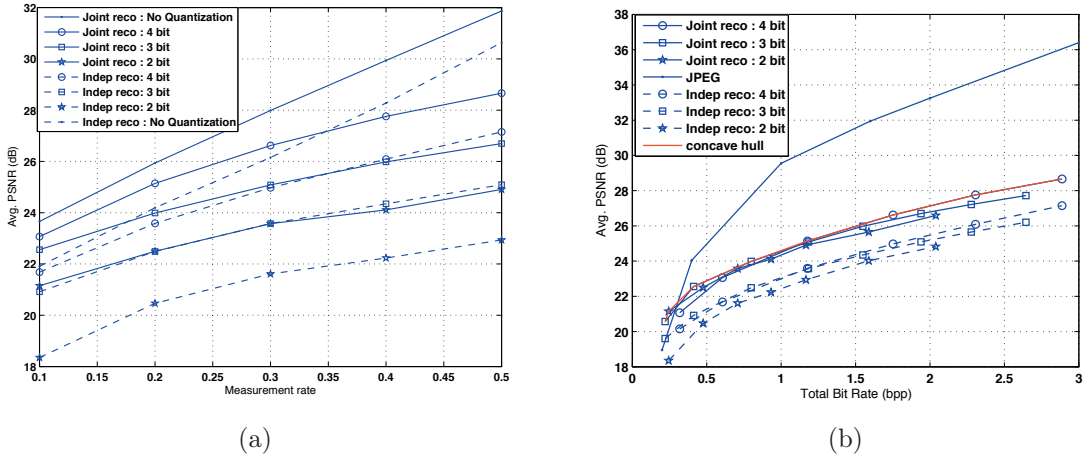 32
30
28
26
24
22
20
18
Avg. PSNR (dB)
Joint reco : No Quantization
Joint reco : 4 bit
Joint reco : 3 bit
Joint reco : 2 bit
Indep reco : 4 bit
Indep reco : 3 bit
Indep reco : 2 bit
Indep reco : No Quantization
0.1 0.15 0.2 0.25 0.3 0.35 0.4 0.45 0.5
Measurement rate
(a)
38
36
34
32
30
28
26
24
22
20
18
Avg. PSNR (dB)
Joint reco : 4 bit
Joint reco : 3 bit
Joint reco : 2 bit
JPEG
Indep reco: 4 bit
Indep reco: 3 bit
Indep reco: 2 bit
concave hull
0 0.5 1 1.5 2 2.5 3
Total Bit Rate (bpp)
(b)